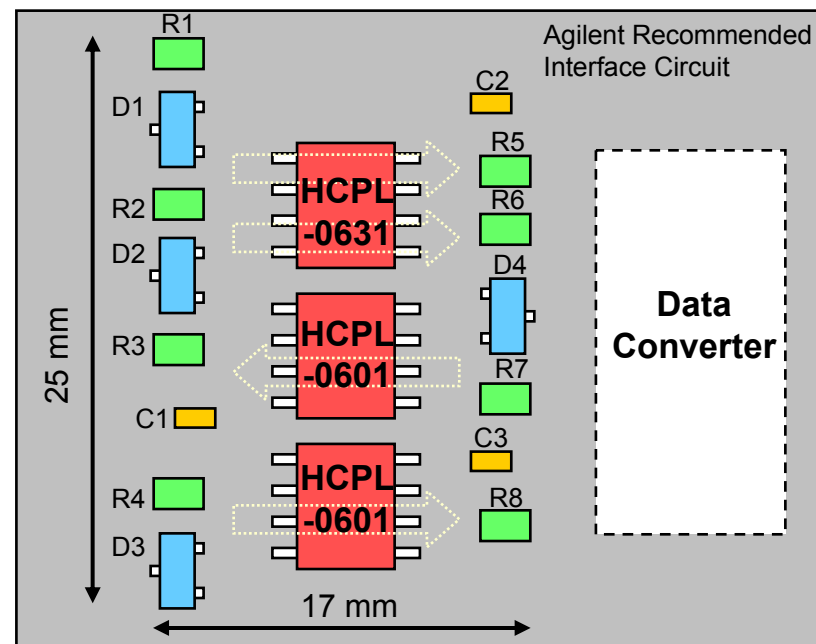 R1
Agilent Recommended
Interface Circuit
C2
D1
R5
HCPL
-0631
R2
R6
D2
D4
Data
Converter
HCPL
-0601
R3
R7
25 mm
C1
C3
HCPL
-0601
R4
R8
D3
17 mm